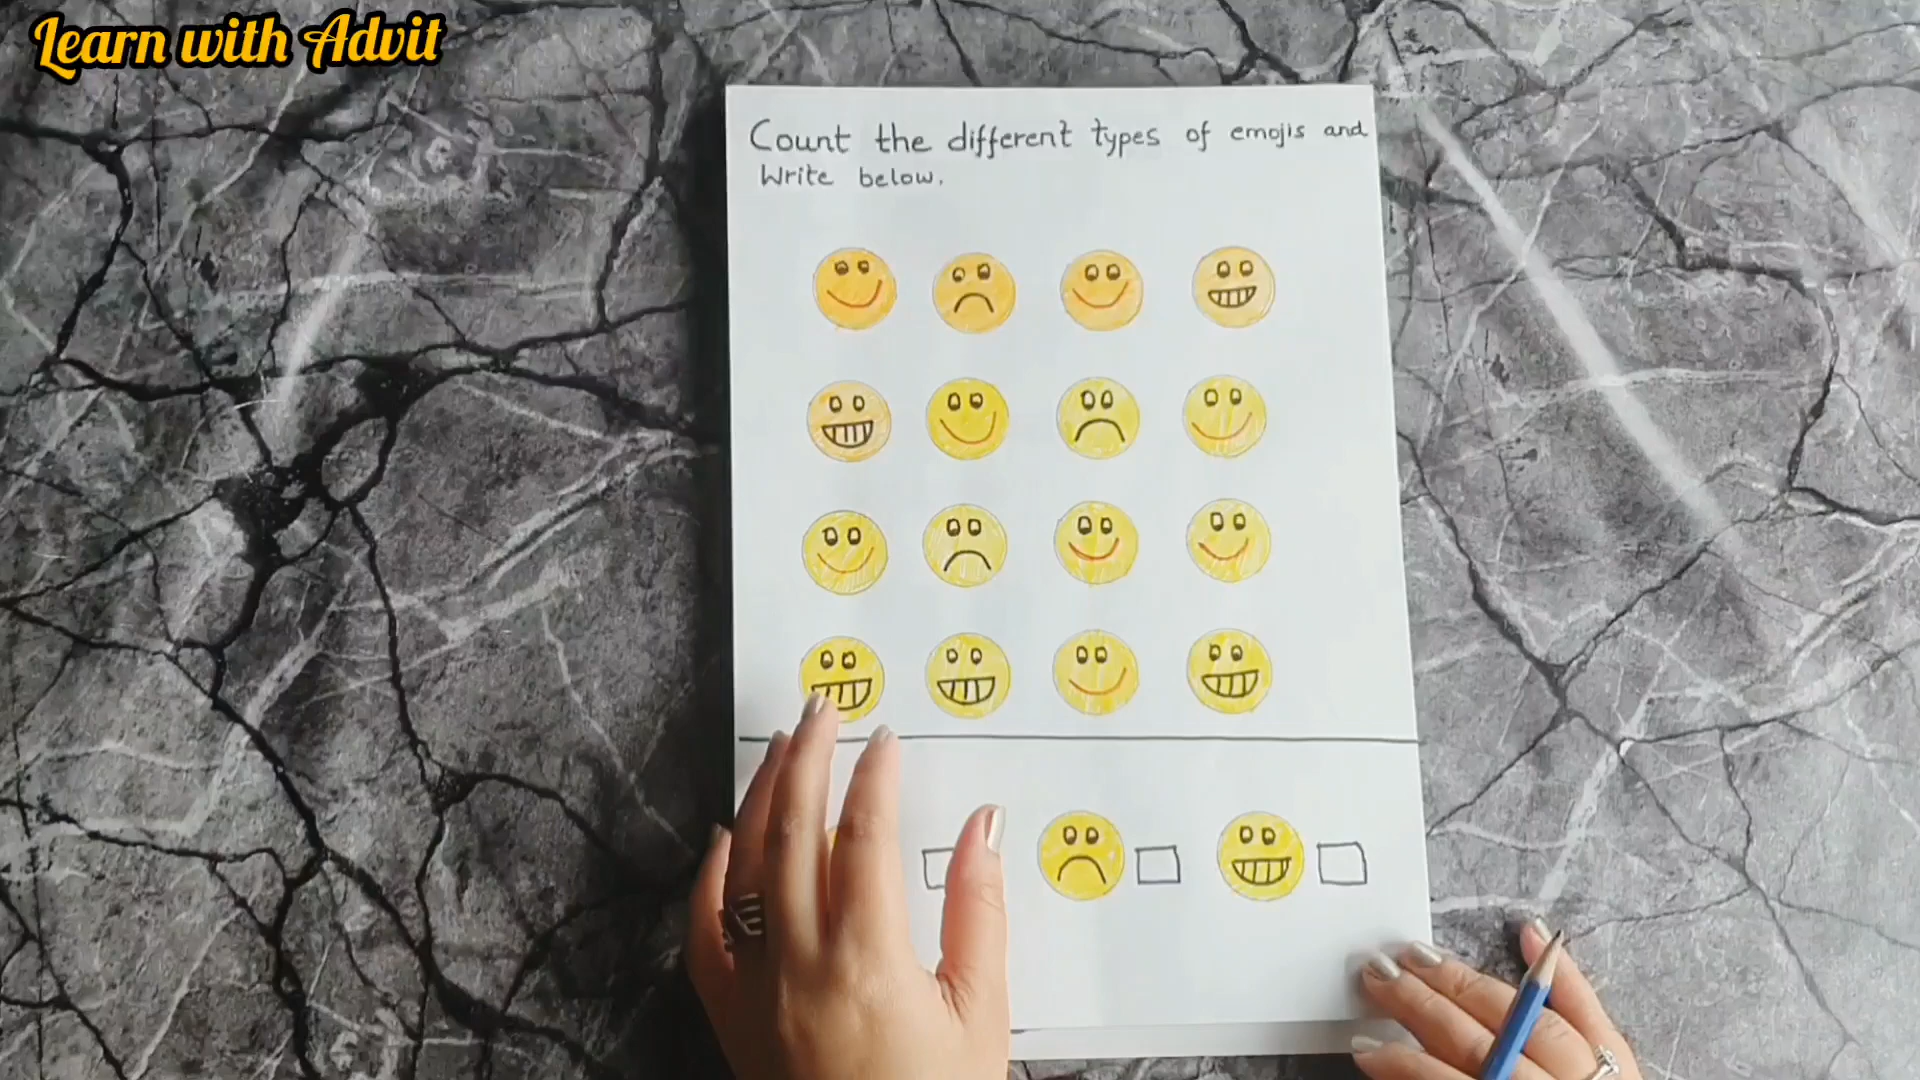 Learn with Advit
Count the different types of emojis and
Write below.